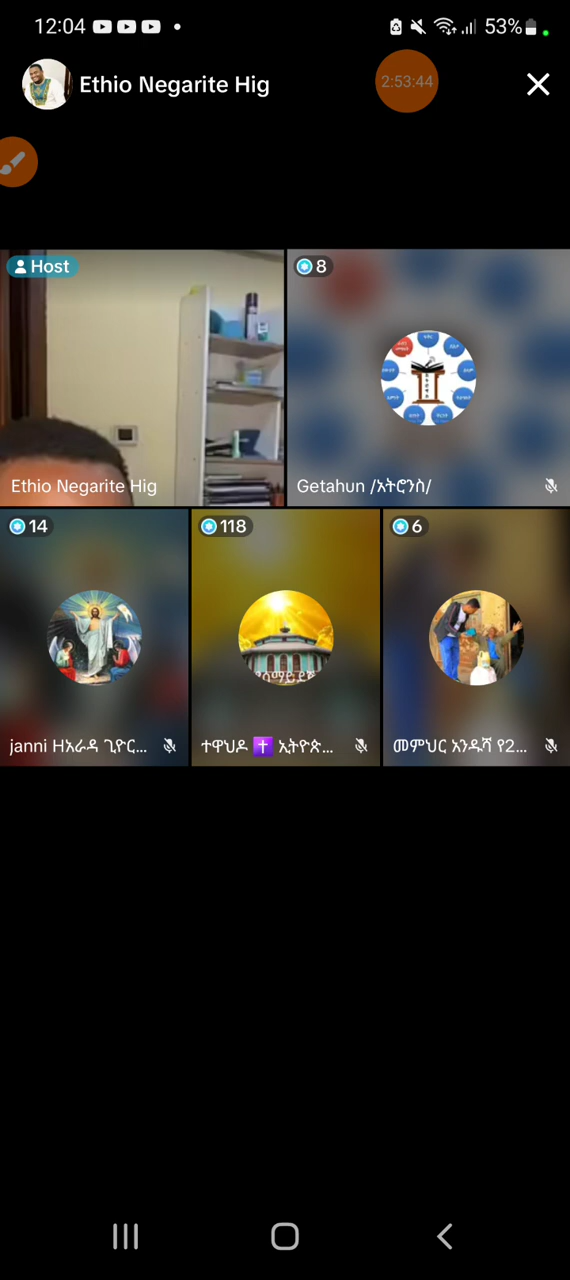 12:04
53%
Ethio Negarite Hig
2:53:44
Host
8
Ethio Negarite Hig
Getahun /አትሮንስ/
14
118
6
janni Hአራዳ ጊዮር...
ተዋህዶ ✝️ ኢትዮጵ...
መምህር አንዱሻ የ2...